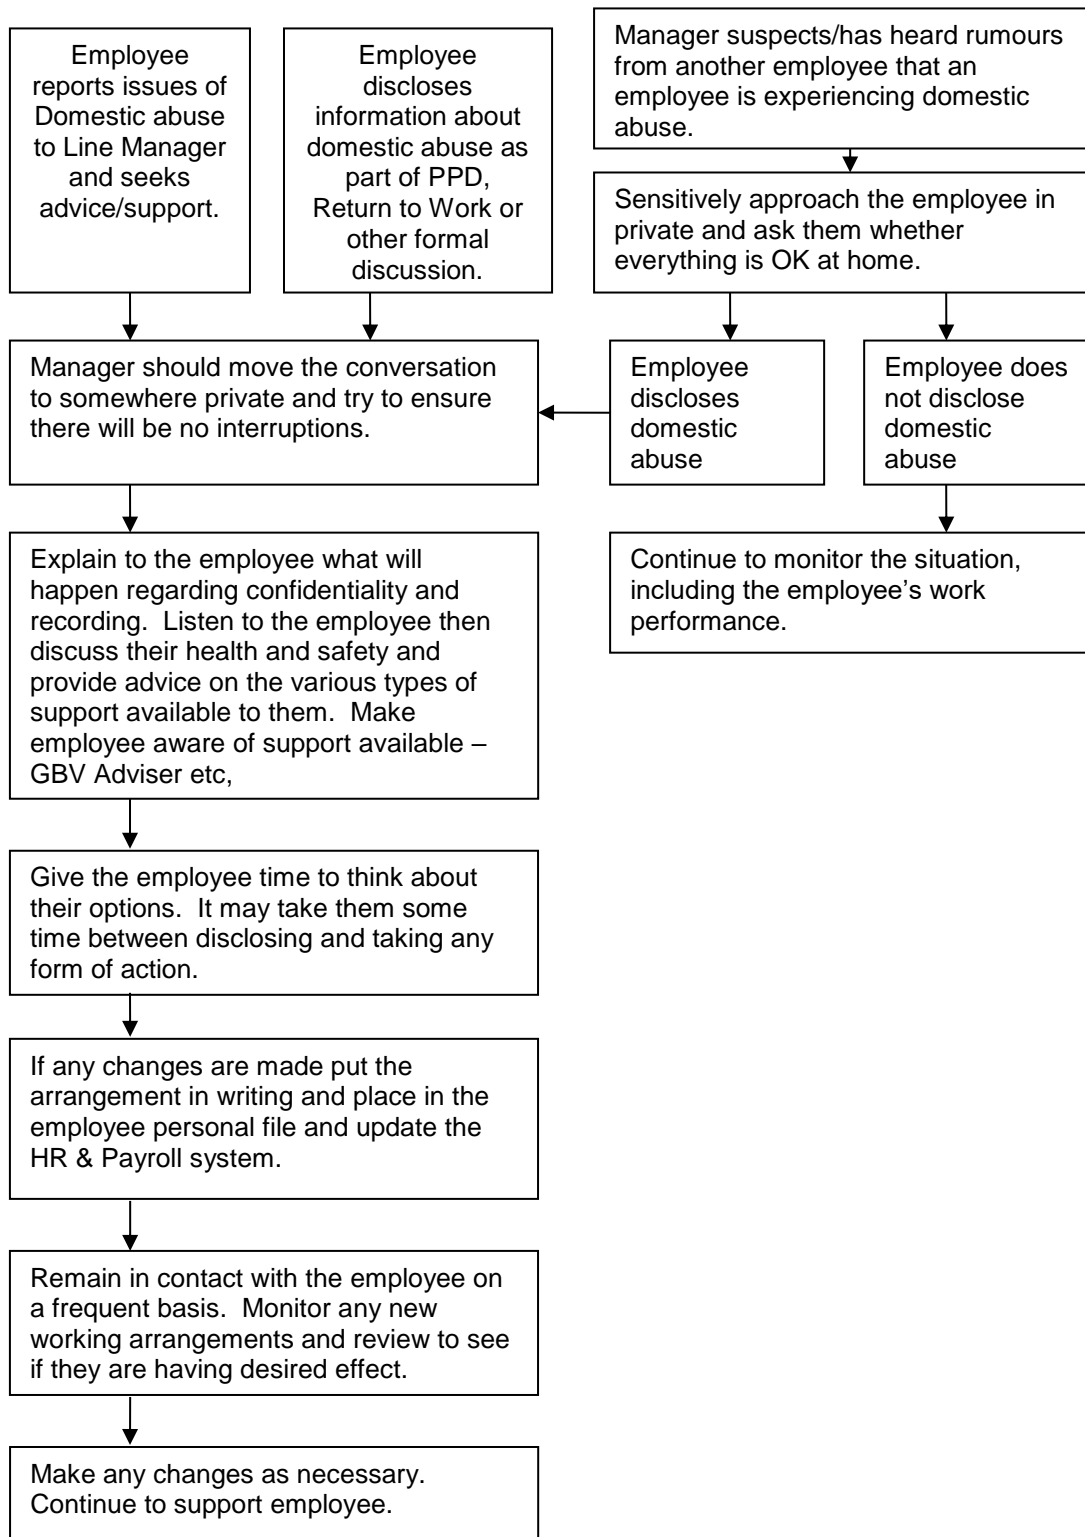 Employee
reports issues of
Domestic abuse
to Line Manager
and seeks
advice/support.
Employee
discloses
information about
domestic abuse as
part of PPD,
Return to Work or
other formal
discussion.
Manager suspects/has heard rumours
from another employee that an
employee is experiencing domestic
abuse.
Sensitively approach the employee in
private and ask them whether
everything is OK at home.
Manager should move the conversation
to somewhere private and try to ensure
there will be no interruptions.
Employee
discloses
domestic
abuse
Employee does
not disclose
domestic
abuse
Explain to the employee what will
happen regarding confidentiality and
recording.  Listen to the employee then
discuss their health and safety and
provide advice on the various types of
support available to them.  Make
employee aware of support available –
GBV Adviser etc,
Continue to monitor the situation,
including the employee’s work
performance.
Give the employee time to think about
their options.  It may take them some
time between disclosing and taking any
form of action.
If any changes are made put the
arrangement in writing and place in the
employee personal file and update the
HR & Payroll system.
Remain in contact with the employee on
a frequent basis.  Monitor any new
working arrangements and review to see
if they are having desired effect.
Make any changes as necessary.
Continue to support employee.